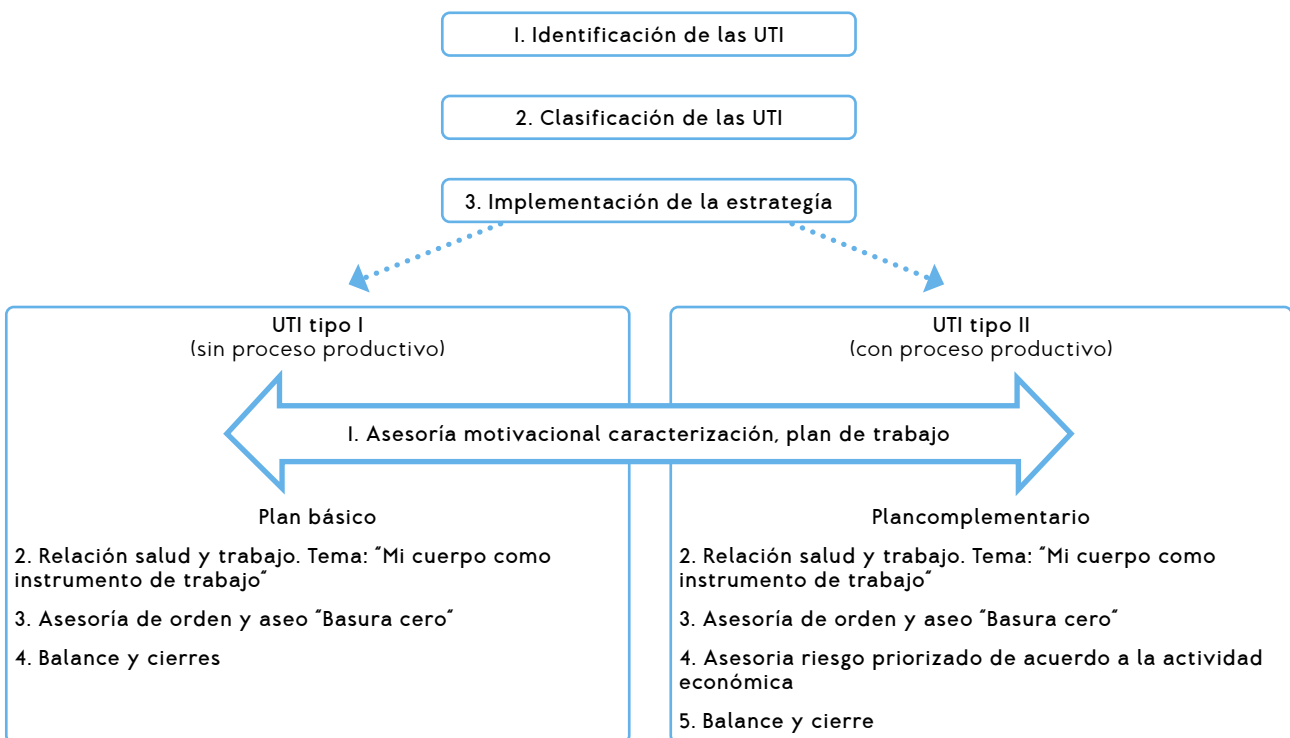 1. Identificación de las UTI
2. Clasificación de las UTI
3. Implementación de la estrategía
UTI tipo I
(sin proceso productivo)
UTI tipo II
(con proceso productivo)
1. Asesoría motivacional caracterización, plan de trabajo
Plan básico
2. Relación salud y trabajo. Tema: “Mi cuerpo como
instrumento de trabajo”
3. Asesoría de orden y aseo “Basura cero”
4. Balance y cierres
Plancomplementario
2. Relación salud y trabajo. Tema: “Mi cuerpo como
instrumento de trabajo”
3. Asesoría de orden y aseo “Basura cero”
4. Asesoria riesgo priorizado de acuerdo a la actividad
económica
5. Balance y cierre